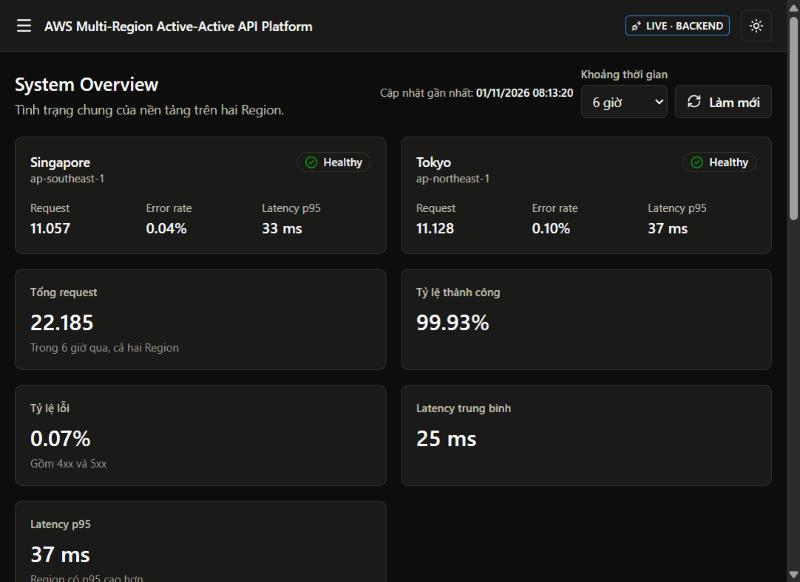 AWS Multi-Region Active-Active API Platform
LIVE · BACKEND
System Overview
Tình trạng chung của nền tảng trên hai Region.
Cập nhật gần nhất: 01/11/2026 08:13:20
Khoảng thời gian
6 giờ
Làm mới
Singapore
ap-southeast-1
Healthy
Request
Error rate
Latency p95
11.057
0.04%
33 ms
Tokyo
ap-northeast-1
Healthy
Request
Error rate
Latency p95
11.128
0.10%
37 ms
Tổng request
22.185
Trong 6 giờ qua, cả hai Region
Tỷ lệ thành công
99.93%
Tỷ lệ lỗi
0.07%
Gồm 4xx và 5xx
Latency trung bình
25 ms
Latency p95
37 ms
Region có p95 cao hơn